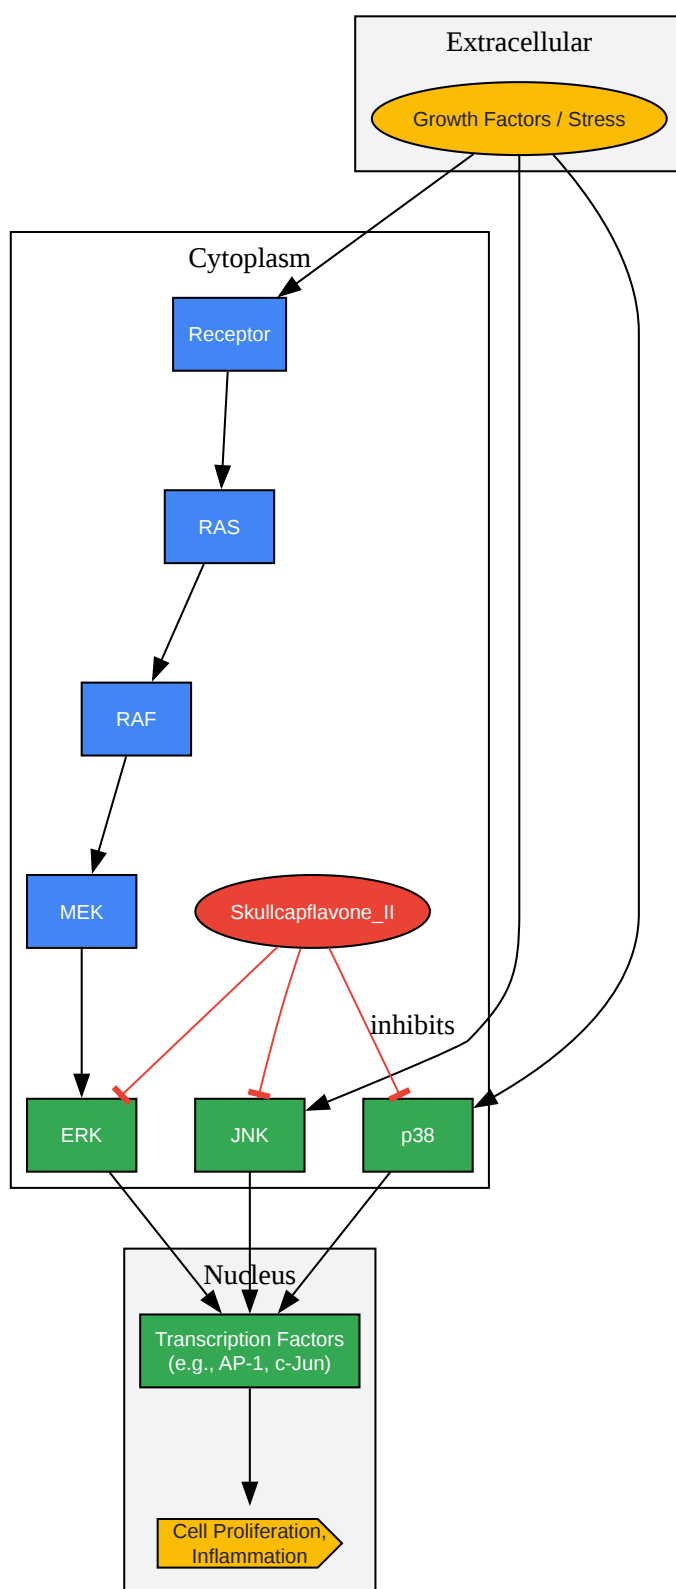 Extracellular
Growth Factors / Stress
Cytoplasm
Receptor
RAS
RAF
MEK
Skullcapflavone_II
inhibits
ERK
JNK
p38
Nucleus
Transcription Factors
(e.g., AP-1, c-Jun)
Cell Proliferation,
Inflammation